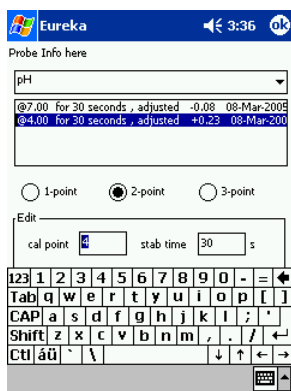 Eureka 3:36 ok
Probe Info here
pH
@7.00 for 30 seconds , adjusted -0.08 08-Mar-2005
@4.00 for 30 seconds , adjusted +0.23 08-Mar-200
1-point 2-point 3-point
Edit
cal point 4 stab time 30 s
123 1 2 3 4 5 6 7 8 9 0 - =
Tab q w e r t y u i o p [ ]
CAP a s d f g h j k l ; '
Shift z x c v b n m , . /
Ctl áü ` \